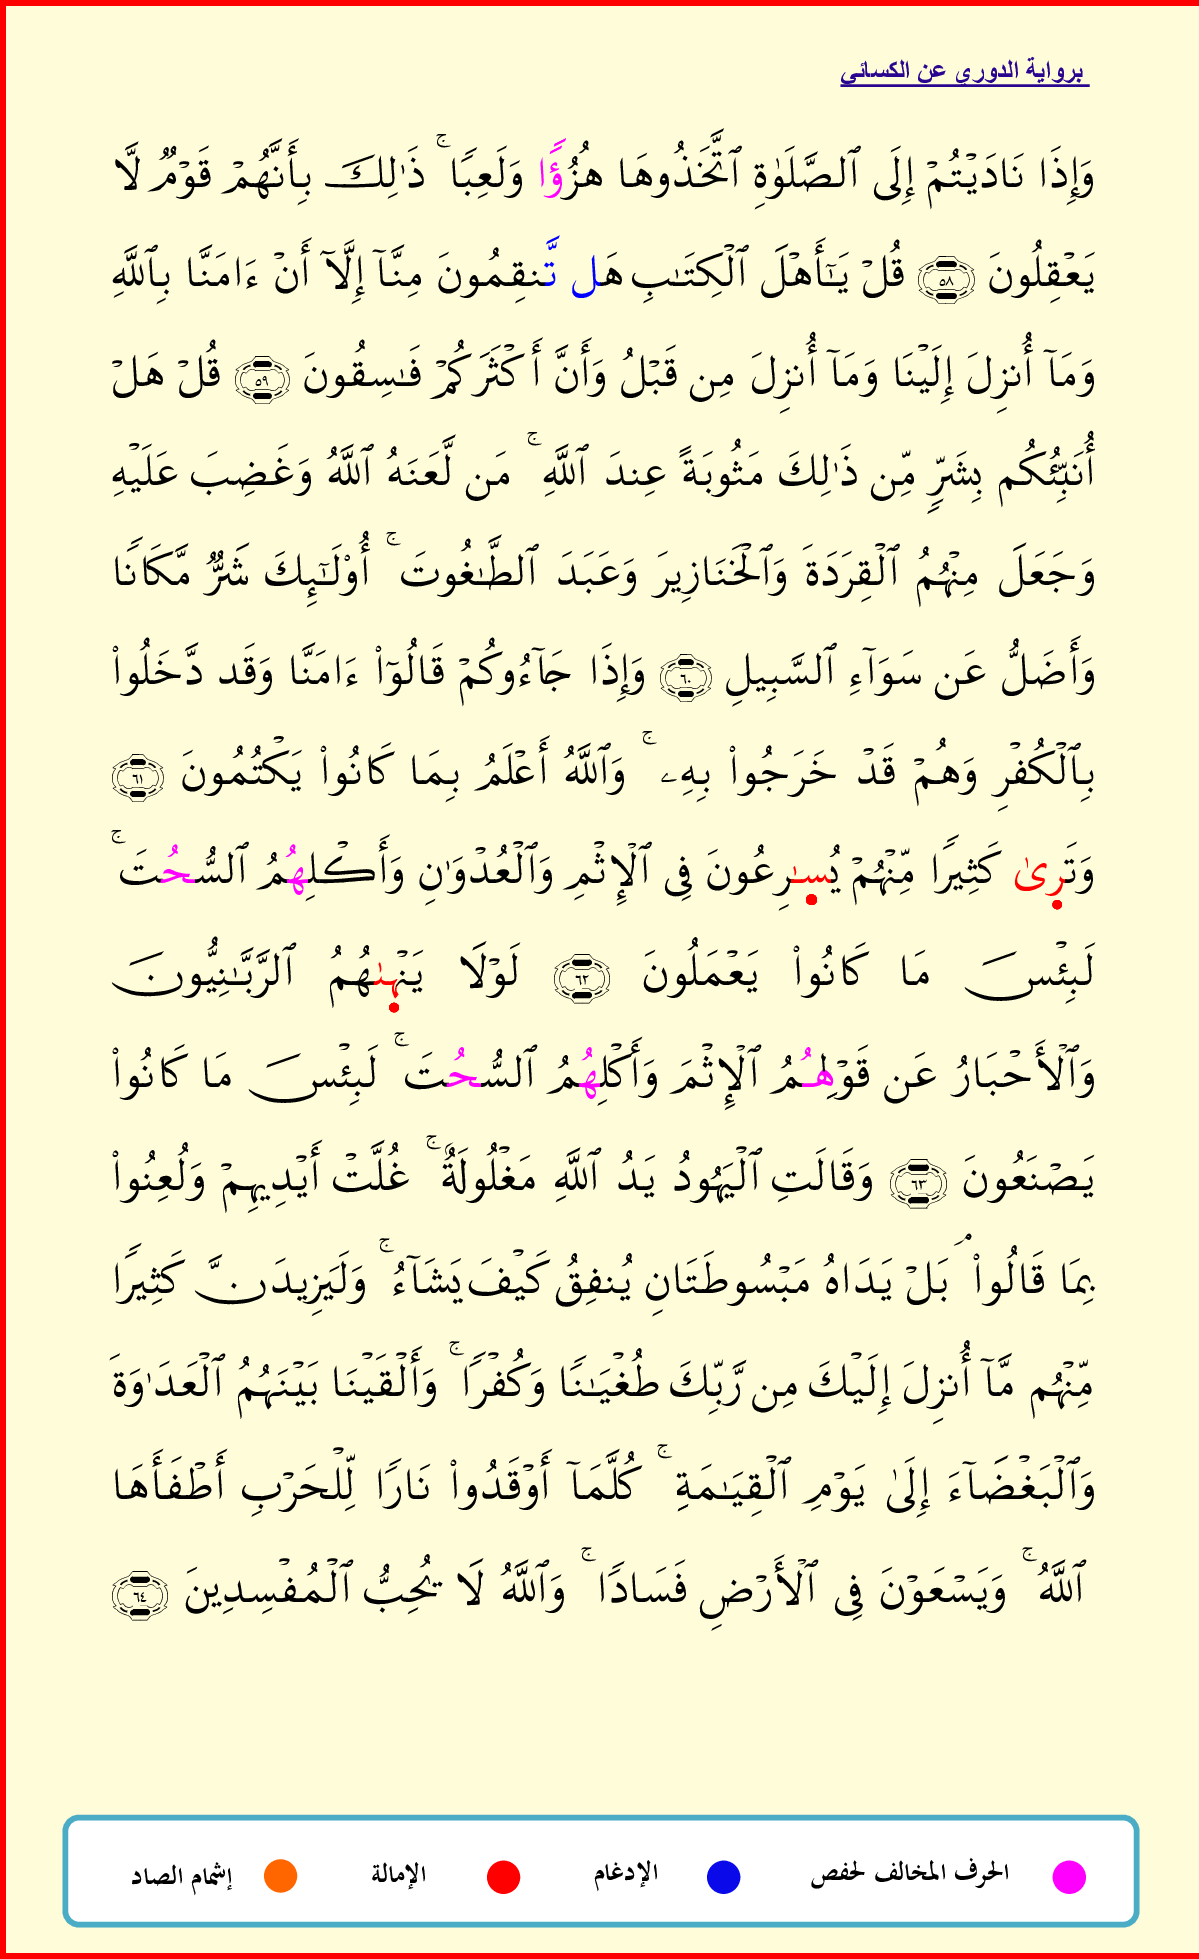 برواية الدوري عن الكسائي
وَإِذَا نَادَيْتُمْ إِلَى ٱلصَّلَوٰةِ ٱتَّخَذُوهَا هُزُؤًا وَلَعِبًا ۚ ذَٰلِكَ بِأَنَّهُمْ قَوْمٌ لَّا
يَعْقِلُونَ ٥٨ قُلْ يَـٰٓأَهْلَ ٱلْكِتَـٰبِ هَل تَّنقِمُونَ مِنَّآ إِلَّآ أَنْ ءَامَنَّا بِٱللَّهِ
وَمَآ أُنزِلَ إِلَيْنَا وَمَآ أُنزِلَ مِن قَبْلُ وَأَنَّ أَكْثَرَكُمْ فَـٰسِقُونَ ٥٩ قُلْ هَلْ
أُنَبِّئُكُم بِشَرٍّ مِّن ذَٰلِكَ مَثُوبَةً عِندَ ٱللَّهِ ۚ مَن لَّعَنَهُ ٱللَّهُ وَغَضِبَ عَلَيْهِ
وَجَعَلَ مِنْهُمُ ٱلْقِرَدَةَ وَٱلْخَنَازِيرَ وَعَبَدَ ٱلطَّـٰغُوتَ ۚ أُوْلَـٰٓئِكَ شَرٌّ مَّكَانًا
وَأَضَلُّ عَن سَوَآءِ ٱلسَّبِيلِ ٦٠ وَإِذَا جَآءُوكُمْ قَالُوٓا۟ ءَامَنَّا وَقَد دَّخَلُوا۟
بِٱلْكُفْرِ وَهُمْ قَدْ خَرَجُوا۟ بِهِۦ ۚ وَٱللَّهُ أَعْلَمُ بِمَا كَانُوا۟ يَكْتُمُونَ ٦١
وَتَرِىٰ كَثِيرًا مِّنْهُمْ يُسَـٰرِعُونَ فِى ٱلْإِثْمِ وَٱلْعُدْوَٰنِ وَأَكْلِهُمُ ٱلسُّحُتَ ۚ
لَبِئْسَ مَا كَانُوا۟ يَعْمَلُونَ ٦٢ لَوْلَا يَنْهَىٰهُمُ ٱلرَّبَّـٰنِيُّونَ
وَٱلْأَحْبَارُ عَن قَوْلِهُمُ ٱلْإِثْمَ وَأَكْلِهُمُ ٱلسُّحُتَ ۚ لَبِئْسَ مَا كَانُوا۟
يَصْنَعُونَ ٦٣ وَقَالَتِ ٱلْيَهُودُ يَدُ ٱللَّهِ مَغْلُولَةٌ ۚ غُلَّتْ أَيْدِيهِمْ وَلُعِنُوا۟
بِمَا قَالُوا۟ ۘ بَلْ يَدَاهُ مَبْسُوطَتَانِ يُنفِقُ كَيْفَ يَشَآءُ ۚ وَلَيَزِيدَنَّ كَثِيرًا
مِّنْهُم مَّآ أُنزِلَ إِلَيْكَ مِن رَّبِّكَ طُغْيَـٰنًا وَكُفْرًا ۚ وَأَلْقَيْنَا بَيْنَهُمُ ٱلْعَدَٰوَةَ
وَٱلْبَغْضَآءَ إِلَىٰ يَوْمِ ٱلْقِيَـٰمَةِ ۚ كُلَّمَآ أَوْقَدُوا۟ نَارًا لِّلْحَرْبِ أَطْفَأَهَا
ٱللَّهُ ۚ وَيَسْعَوْنَ فِى ٱلْأَرْضِ فَسَادًا ۚ وَٱللَّهُ لَا يُحِبُّ ٱلْمُفْسِدِينَ ٦٤
الحرف المخالف لحفص الإدغام الإمالة إشمام الصاد